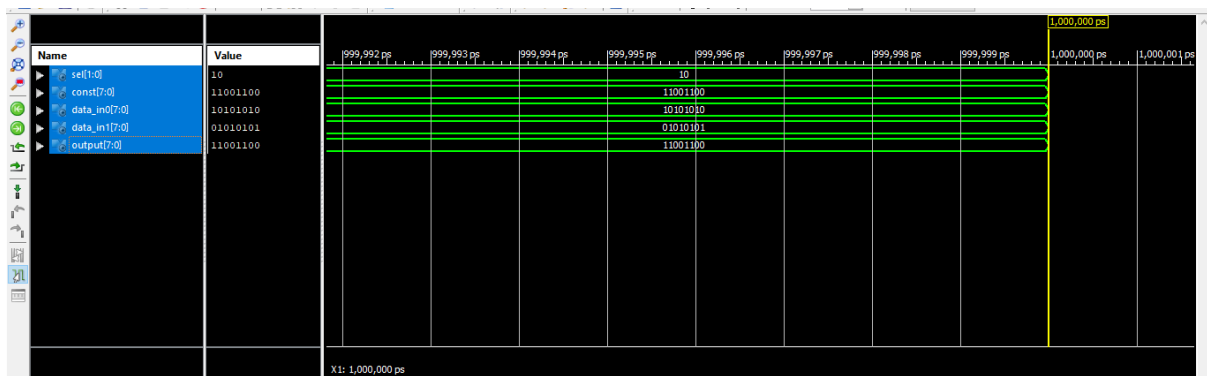 1,000,000 ps
Name Value 999,992 ps 999,993 ps 999,994 ps 999,995 ps 999,996 ps 999,997 ps 999,998 ps 999,999 ps 1,000,000 ps 1,000,001 ps
sel[1:0] 10 10
const[7:0] 11001100 11001100
data_in0[7:0] 10101010 10101010
data_in1[7:0] 01010101 01010101
output[7:0] 11001100 11001100
X1: 1,000,000 ps